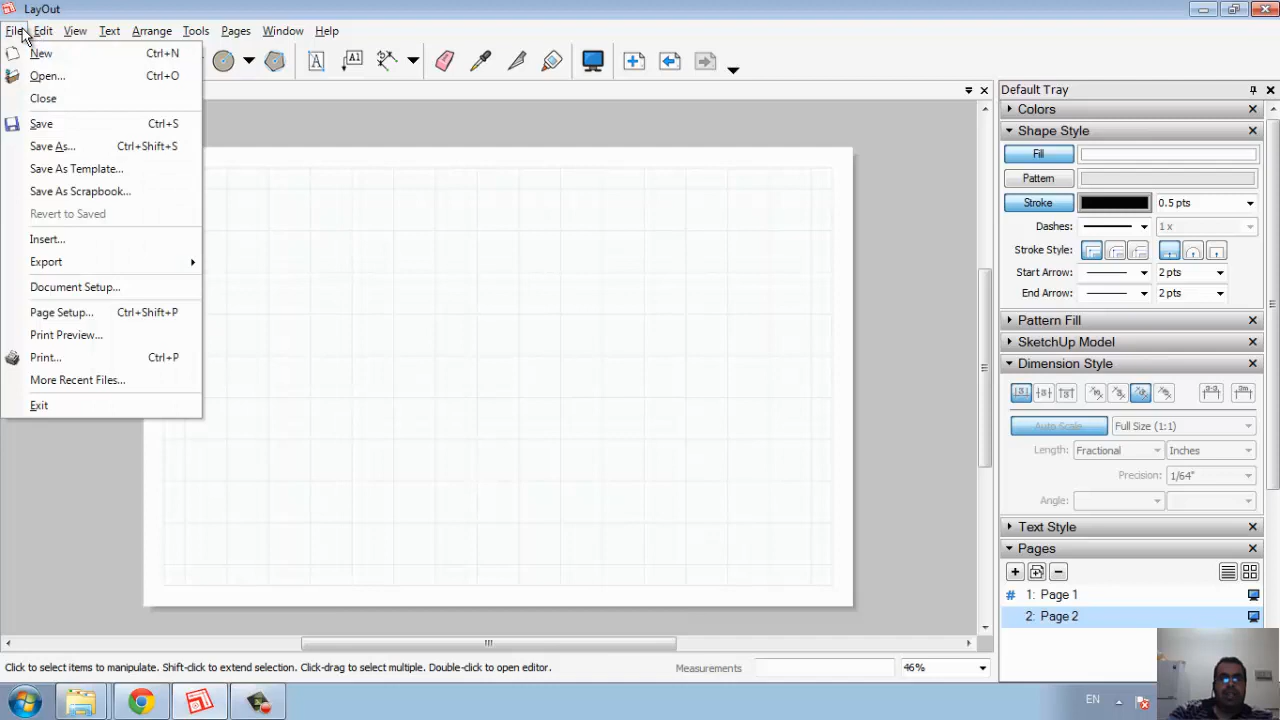 LayOut
File Edit View Text Arrange Tools Pages Window Help
New Ctrl+N
Open... Ctrl+O
Close
Save Ctrl+S
Save As... Ctrl+Shift+S
Save As Template...
Save As Scrapbook...
Revert to Saved
Insert...
Export
Document Setup...
Page Setup... Ctrl+Shift+P
Print Preview...
Print... Ctrl+P
More Recent Files...
Exit
Default Tray
Colors
Shape Style
Fill
Pattern
Stroke 0.5 pts
Dashes: 1 x
Stroke Style:
Start Arrow: 2 pts
End Arrow: 2 pts
Pattern Fill
SketchUp Model
Dimension Style
Auto Scale Full Size (1:1)
Length: Fractional Inches
Precision: 1/64"
Angle:
Text Style
Pages
# 1: Page 1
2: Page 2
Click to select items to manipulate. Shift-click to extend selection. Click-drag to select multiple. Double-click to open editor. Measurements 46%
EN